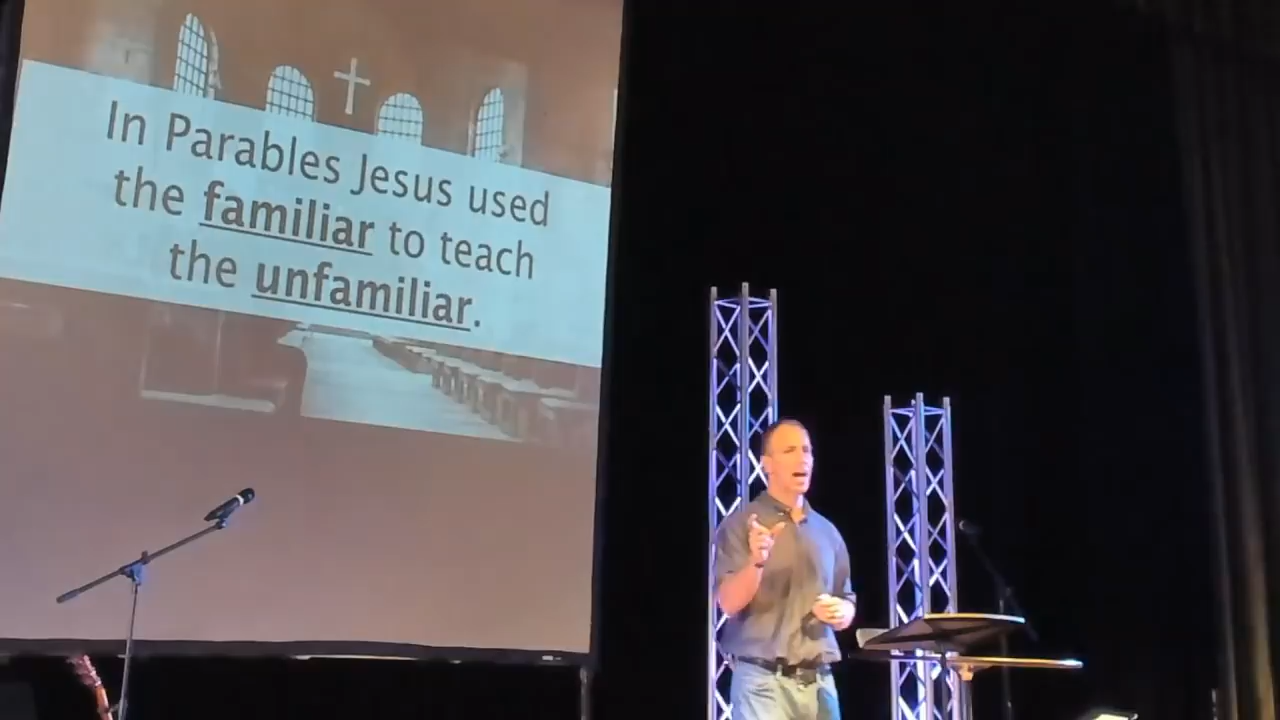 In Parables Jesus used
the familiar to teach
the unfamiliar.